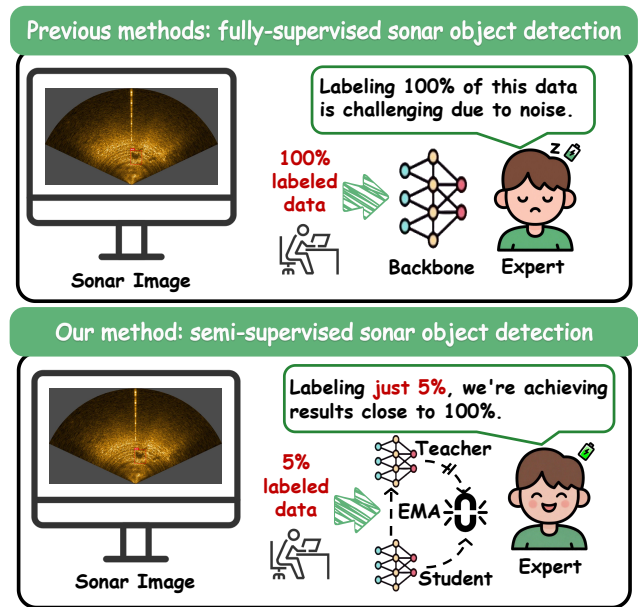 Previous methods: fully-supervised sonar object detection
Labeling 100% of this data
is challenging due to noise.
z
100%
labeled
data
Sonar Image
Backbone
Expert
Our method: semi-supervised sonar object detection
Labeling just 5%, we're achieving
results close to 100%.
Teacher
5%
labeled
data
EMA
Student
Sonar Image
Expert